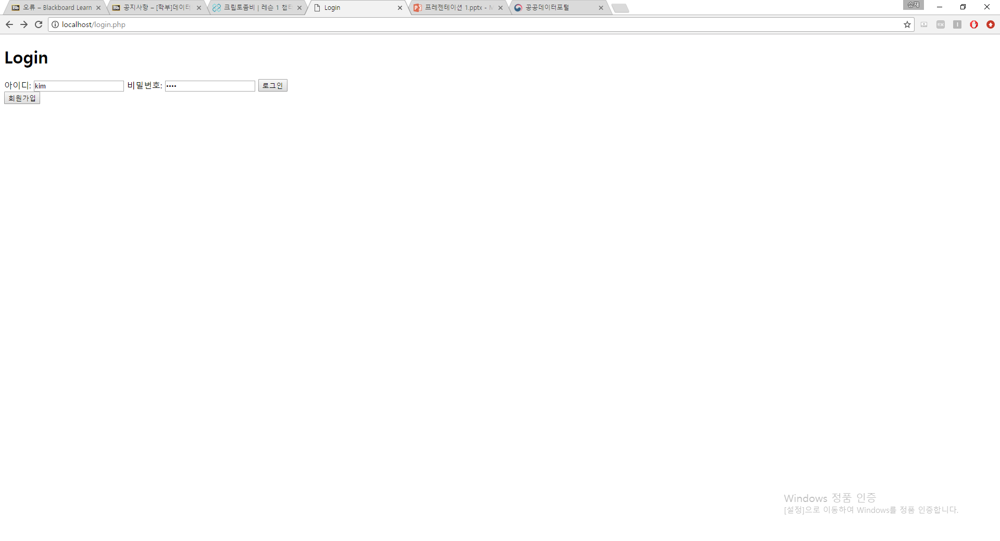 오류 – Blackboard Learn
공지사항 – [학부]데이터
크립토좀비 | 레슨 1 챕터
Login
프레젠테이션 1.pptx - M
공공데이터포털
승재
localhost/login.php
Login
아이디: kim 비밀번호: •••• 로그인
회원가입
Windows 정품 인증
[설정]으로 이동하여 Windows를 정품 인증합니다.